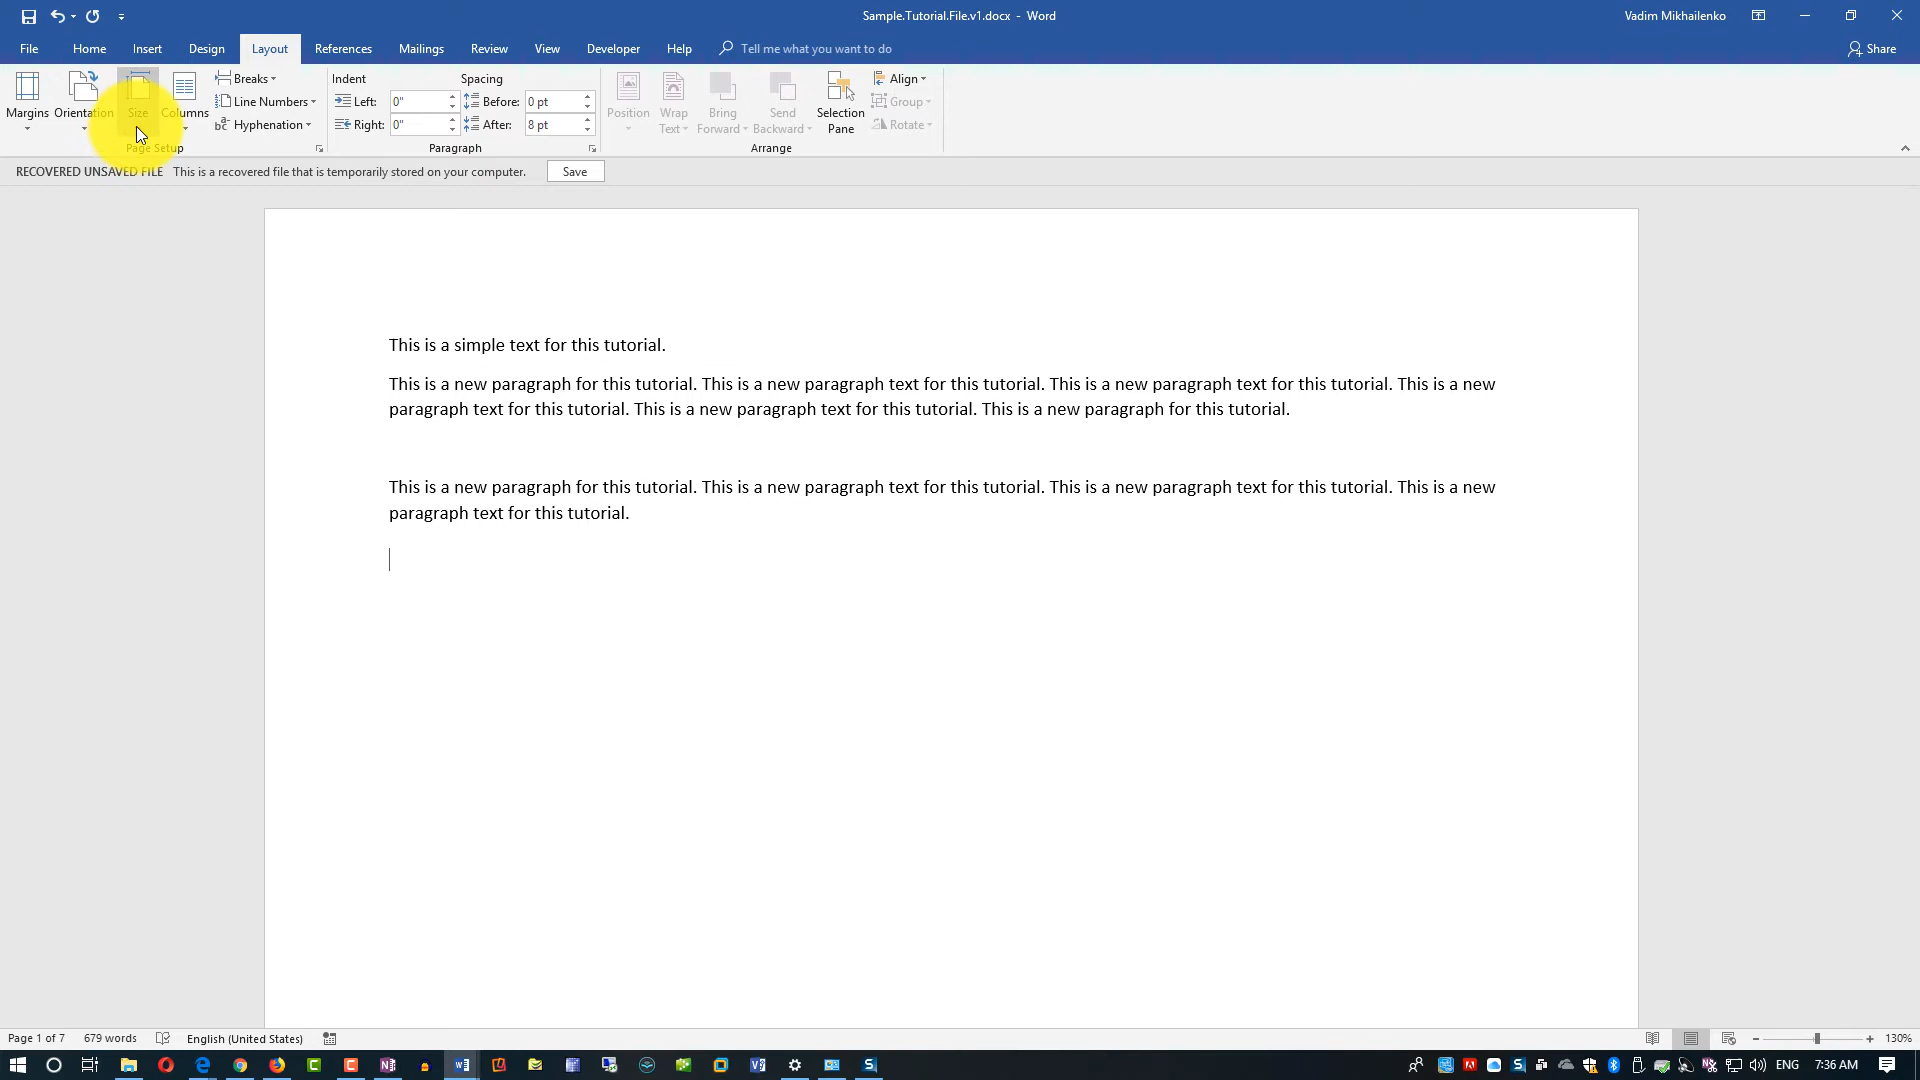 Sample.Tutorial.File.v1.docx - Word
Vadim Mikhailenko
File Home Insert Design Layout References Mailings Review View Developer Help Tell me what you want to do Share
Margins Orientation Size Columns
Breaks
Line Numbers
Hyphenation
Page Setup
Indent
Left: 0"
Right: 0"
Spacing
Before: 0 pt
After: 8 pt
Paragraph
Position
Wrap
Text
Bring
Forward
Send
Backward
Selection
Pane
Align
Group
Rotate
Arrange
RECOVERED UNSAVED FILE This is a recovered file that is temporarily stored on your computer. Save
This is a simple text for this tutorial.
This is a new paragraph for this tutorial. This is a new paragraph text for this tutorial. This is a new paragraph text for this tutorial. This is a new
paragraph text for this tutorial. This is a new paragraph text for this tutorial. This is a new paragraph for this tutorial.
This is a new paragraph for this tutorial. This is a new paragraph text for this tutorial. This is a new paragraph text for this tutorial. This is a new
paragraph text for this tutorial.
Page 1 of 7 679 words English (United States) 130%
ENG 7:36 AM